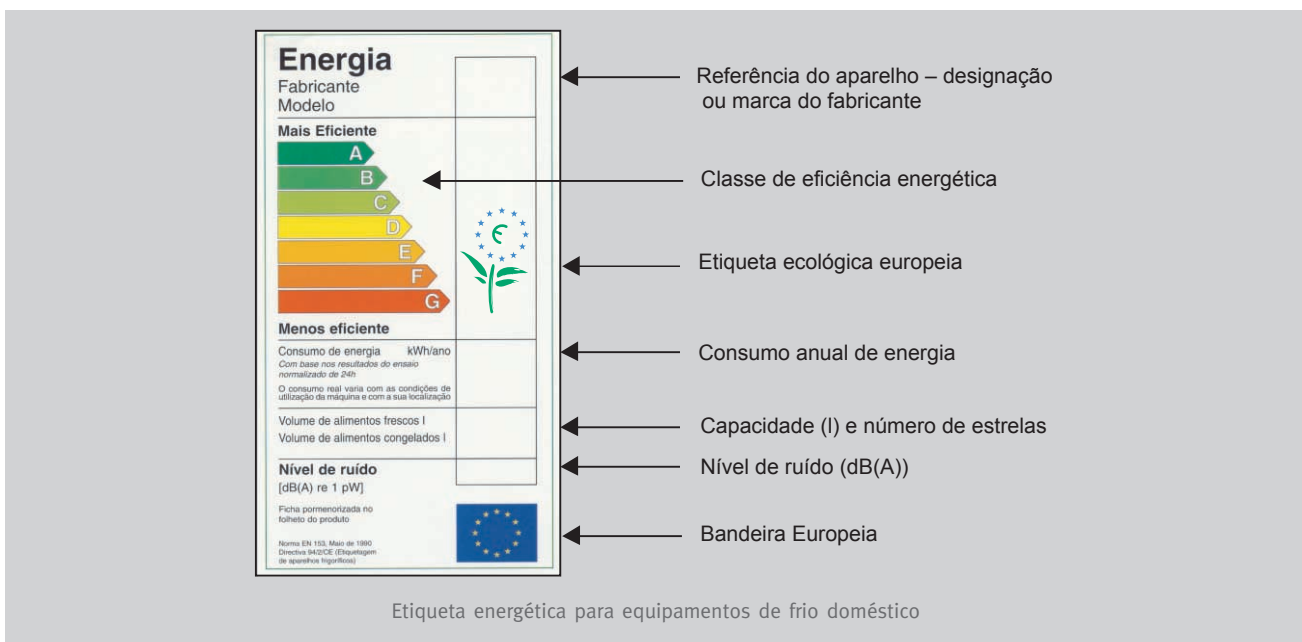 Energia
Fabricante
Modelo
Mais Eficiente
A
B
C
D
E
F
G
Menos eficiente
Consumo de energia kWh/ano
Com base nos resultados do ensaio
normalizado de 24h
O consumo real varia com as condições de
utilização da máquina e com a sua localização
Volume de alimentos frescos l
Volume de alimentos congelados l
Nível de ruído
[dB(A) re 1 pW]
Ficha pormenorizada no
folheto do produto
Norma EN 153, Maio de 1990
Directiva 94/2/CE (Etiquetagem
de aparelhos frigoríficos)
Referência do aparelho – designação
ou marca do fabricante
Classe de eficiência energética
Etiqueta ecológica europeia
Consumo anual de energia
Capacidade (l) e número de estrelas
Nível de ruído (dB(A))
Bandeira Europeia
Etiqueta energética para equipamentos de frio doméstico